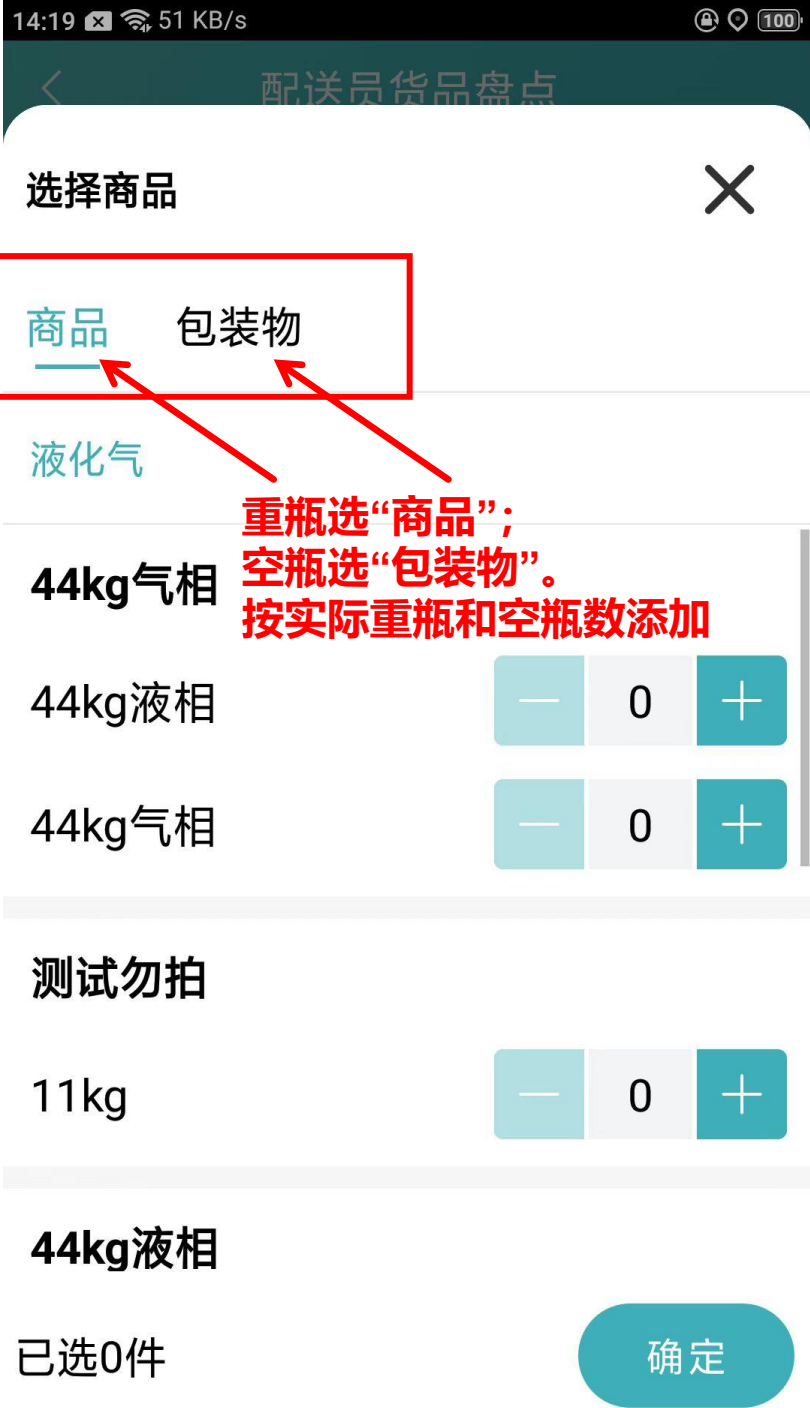 14:19 51 KB/s 100
配送员货品盘点
选择商品
商品 包装物
液化气
重瓶选“商品”；
空瓶选“包装物”。
按实际重瓶和空瓶数添加
44kg气相
44kg液相 0
44kg气相 0
测试勿拍
11kg 0
44kg液相
已选0件 确定